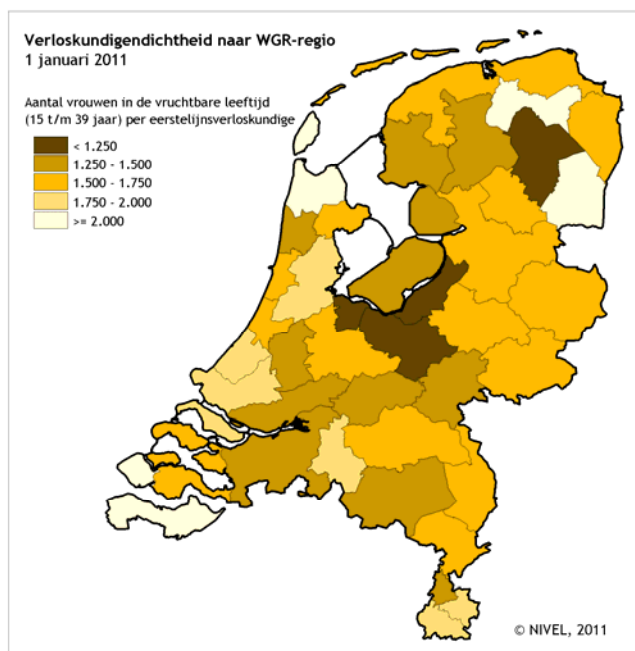 Verloskundigendichtheid naar WGR-regio
1 januari 2011
Aantal vrouwen in de vruchtbare leeftijd
(15 t/m 39 jaar) per eerstelijnsverloskundige
< 1.250
1.250 - 1.500
1.500 - 1.750
1.750 - 2.000
>= 2.000
© NIVEL, 2011